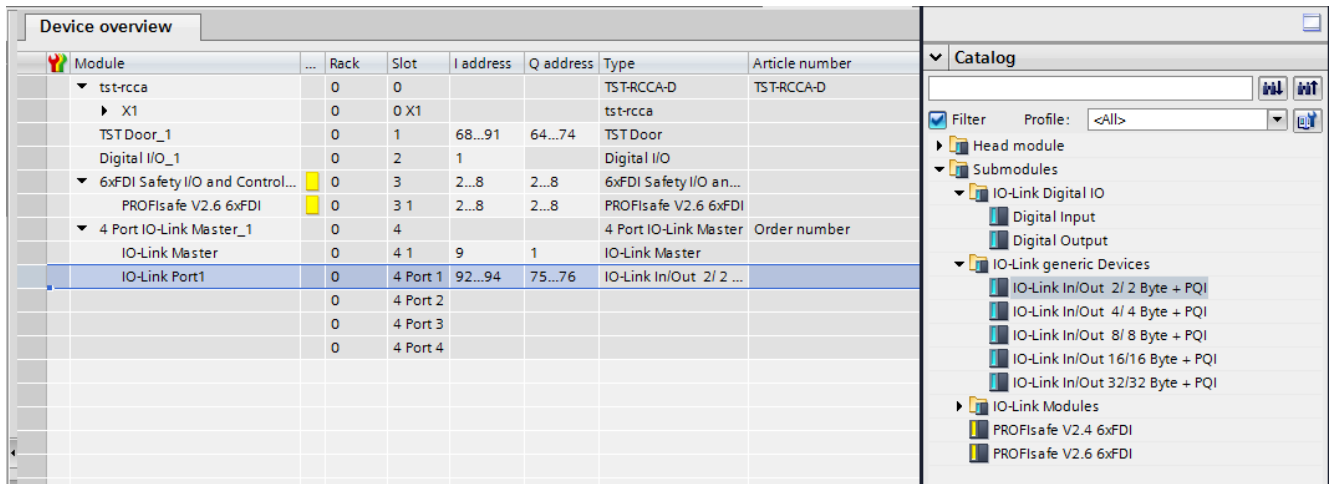 Device overview
Module ... Rack Slot I address Q address Type Article number
tst-rcca 0 0 TST-RCCA-D TST-RCCA-D
X1 0 0 X1 tst-rcca
TST Door_1 0 1 68...91 64...74 TST Door
Digital I/O_1 0 2 1 Digital I/O
6xFDI Safety I/O and Control... 0 3 2...8 2...8 6xFDI Safety I/O an...
PROFIsafe V2.6 6xFDI 0 3 1 2...8 2...8 PROFIsafe V2.6 6xFDI
4 Port IO-Link Master_1 0 4 4 Port IO-Link Master Order number
IO-Link Master 0 4 1 9 1 IO-Link Master
IO-Link Port1 0 4 Port 1 92...94 75...76 IO-Link In/Out 2/ 2 ...
0 4 Port 2
0 4 Port 3
0 4 Port 4
Catalog
Filter Profile: <All>
Head module
Submodules
IO-Link Digital IO
Digital Input
Digital Output
IO-Link generic Devices
IO-Link In/Out 2/ 2 Byte + PQI
IO-Link In/Out 4/ 4 Byte + PQI
IO-Link In/Out 8/ 8 Byte + PQI
IO-Link In/Out 16/16 Byte + PQI
IO-Link In/Out 32/32 Byte + PQI
IO-Link Modules
PROFIsafe V2.4 6xFDI
PROFIsafe V2.6 6xFDI